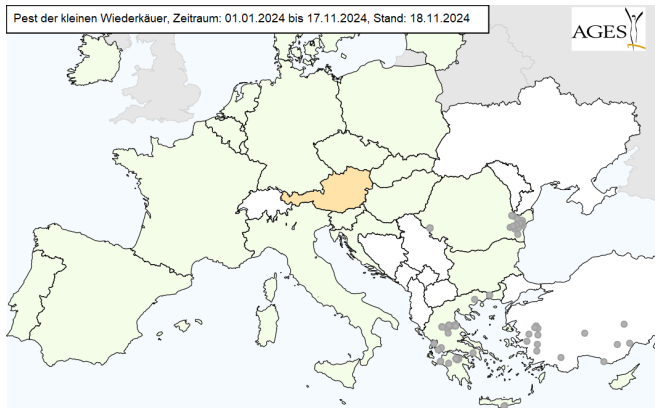 Pest der kleinen Wiederkäuer, Zeitraum: 01.01.2024 bis 17.11.2024, Stand: 18.11.2024
AGES